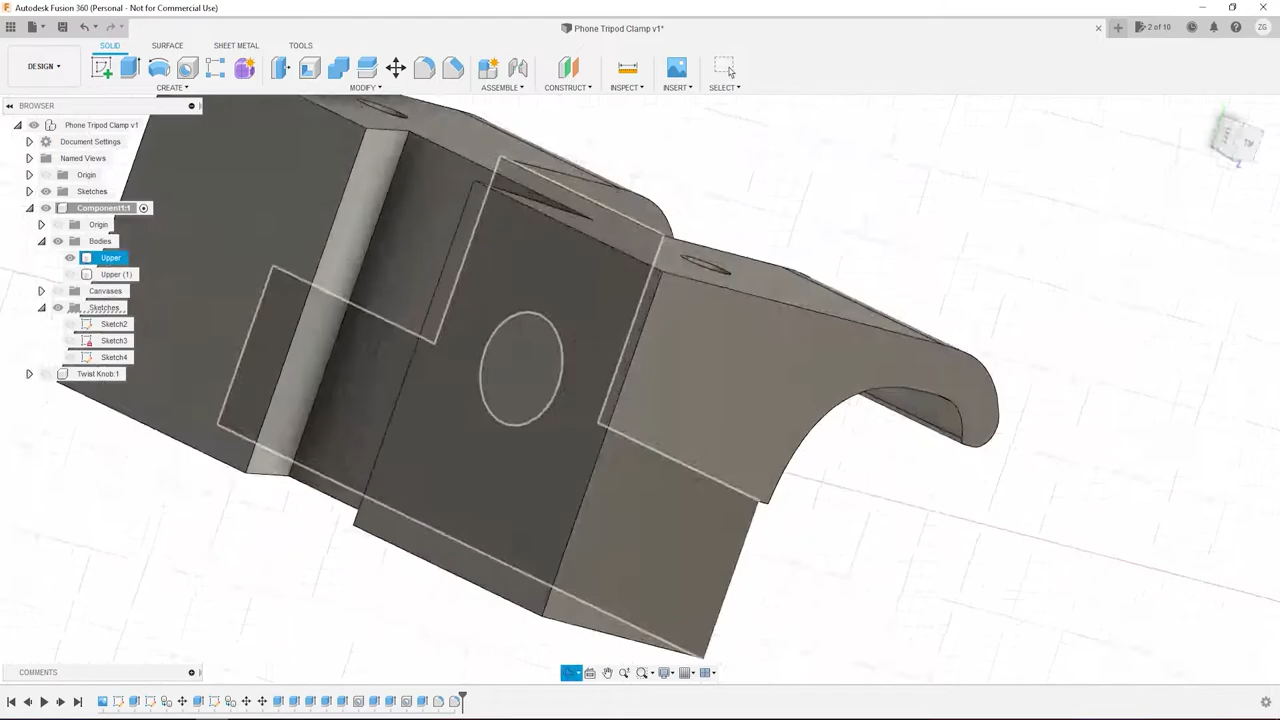 Autodesk Fusion 360 (Personal - Not for Commercial Use)
Phone Tripod Clamp v1*
2 of 10
ZG
SOLID
SURFACE
SHEET METAL
TOOLS
DESIGN
CREATE
MODIFY
ASSEMBLE
CONSTRUCT
INSPECT
INSERT
SELECT
BROWSER
Phone Tripod Clamp v1
Document Settings
Named Views
Origin
Sketches
Component1:1
Origin
Bodies
Upper
Upper (1)
Canvases
Sketches
Sketch2
Sketch3
Sketch4
Twist Knob:1
COMMENTS